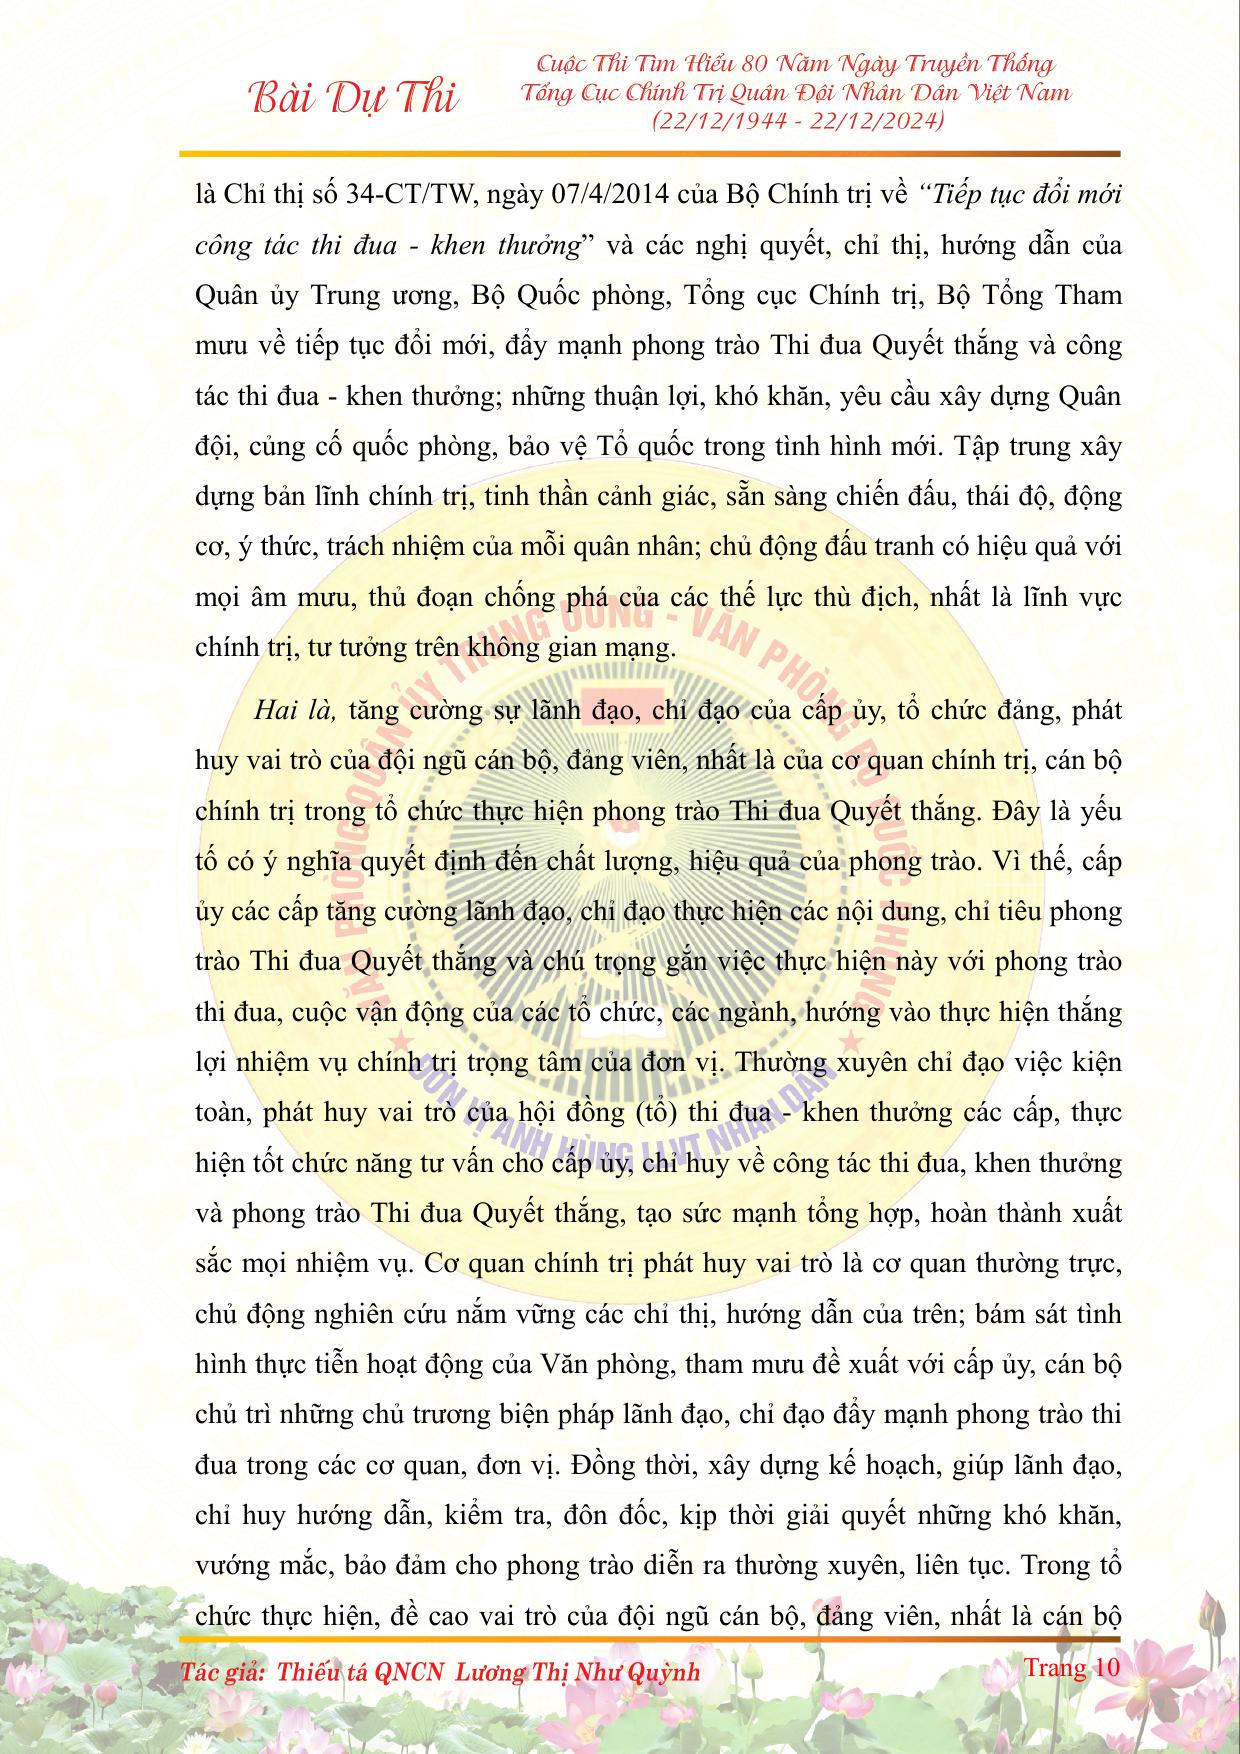 Bài Dự Thi
Cuộc Thi Tìm Hiểu 80 Năm Ngày Truyền Thống
Tổng Cục Chính Trị Quân Đội Nhân Dân Việt Nam
(22/12/1944 - 22/12/2024)
là Chỉ thị số 34-CT/TW, ngày 07/4/2014 của Bộ Chính trị về “Tiếp tục đổi mới
công tác thi đua - khen thưởng” và các nghị quyết, chỉ thị, hướng dẫn của
Quân ủy Trung ương, Bộ Quốc phòng, Tổng cục Chính trị, Bộ Tổng Tham
mưu về tiếp tục đổi mới, đẩy mạnh phong trào Thi đua Quyết thắng và công
tác thi đua - khen thưởng; những thuận lợi, khó khăn, yêu cầu xây dựng Quân
đội, củng cố quốc phòng, bảo vệ Tổ quốc trong tình hình mới. Tập trung xây
dựng bản lĩnh chính trị, tinh thần cảnh giác, sẵn sàng chiến đấu, thái độ, động
cơ, ý thức, trách nhiệm của mỗi quân nhân; chủ động đấu tranh có hiệu quả với
mọi âm mưu, thủ đoạn chống phá của các thế lực thù địch, nhất là lĩnh vực
chính trị, tư tưởng trên không gian mạng.
Hai là, tăng cường sự lãnh đạo, chỉ đạo của cấp ủy, tổ chức đảng, phát
huy vai trò của đội ngũ cán bộ, đảng viên, nhất là của cơ quan chính trị, cán bộ
chính trị trong tổ chức thực hiện phong trào Thi đua Quyết thắng. Đây là yếu
tố có ý nghĩa quyết định đến chất lượng, hiệu quả của phong trào. Vì thế, cấp
ủy các cấp tăng cường lãnh đạo, chỉ đạo thực hiện các nội dung, chỉ tiêu phong
trào Thi đua Quyết thắng và chú trọng gắn việc thực hiện này với phong trào
thi đua, cuộc vận động của các tổ chức, các ngành, hướng vào thực hiện thắng
lợi nhiệm vụ chính trị trọng tâm của đơn vị. Thường xuyên chỉ đạo việc kiện
toàn, phát huy vai trò của hội đồng (tổ) thi đua - khen thưởng các cấp, thực
hiện tốt chức năng tư vấn cho cấp ủy, chỉ huy về công tác thi đua, khen thưởng
và phong trào Thi đua Quyết thắng, tạo sức mạnh tổng hợp, hoàn thành xuất
sắc mọi nhiệm vụ. Cơ quan chính trị phát huy vai trò là cơ quan thường trực,
chủ động nghiên cứu nắm vững các chỉ thị, hướng dẫn của trên; bám sát tình
hình thực tiễn hoạt động của Văn phòng, tham mưu đề xuất với cấp ủy, cán bộ
chủ trì những chủ trương biện pháp lãnh đạo, chỉ đạo đẩy mạnh phong trào thi
đua trong các cơ quan, đơn vị. Đồng thời, xây dựng kế hoạch, giúp lãnh đạo,
chỉ huy hướng dẫn, kiểm tra, đôn đốc, kịp thời giải quyết những khó khăn,
vướng mắc, bảo đảm cho phong trào diễn ra thường xuyên, liên tục. Trong tổ
chức thực hiện, đề cao vai trò của đội ngũ cán bộ, đảng viên, nhất là cán bộ
VĂN PHÒNG QUÂN ỦY TRUNG ƯƠNG - VĂN PHÒNG BỘ QUỐC PHÒNG
ĐƠN VỊ ANH HÙNG LLVT NHÂN DÂN
Tác giả: Thiếu tá QNCN Lương Thị Như Quỳnh
Trang 10